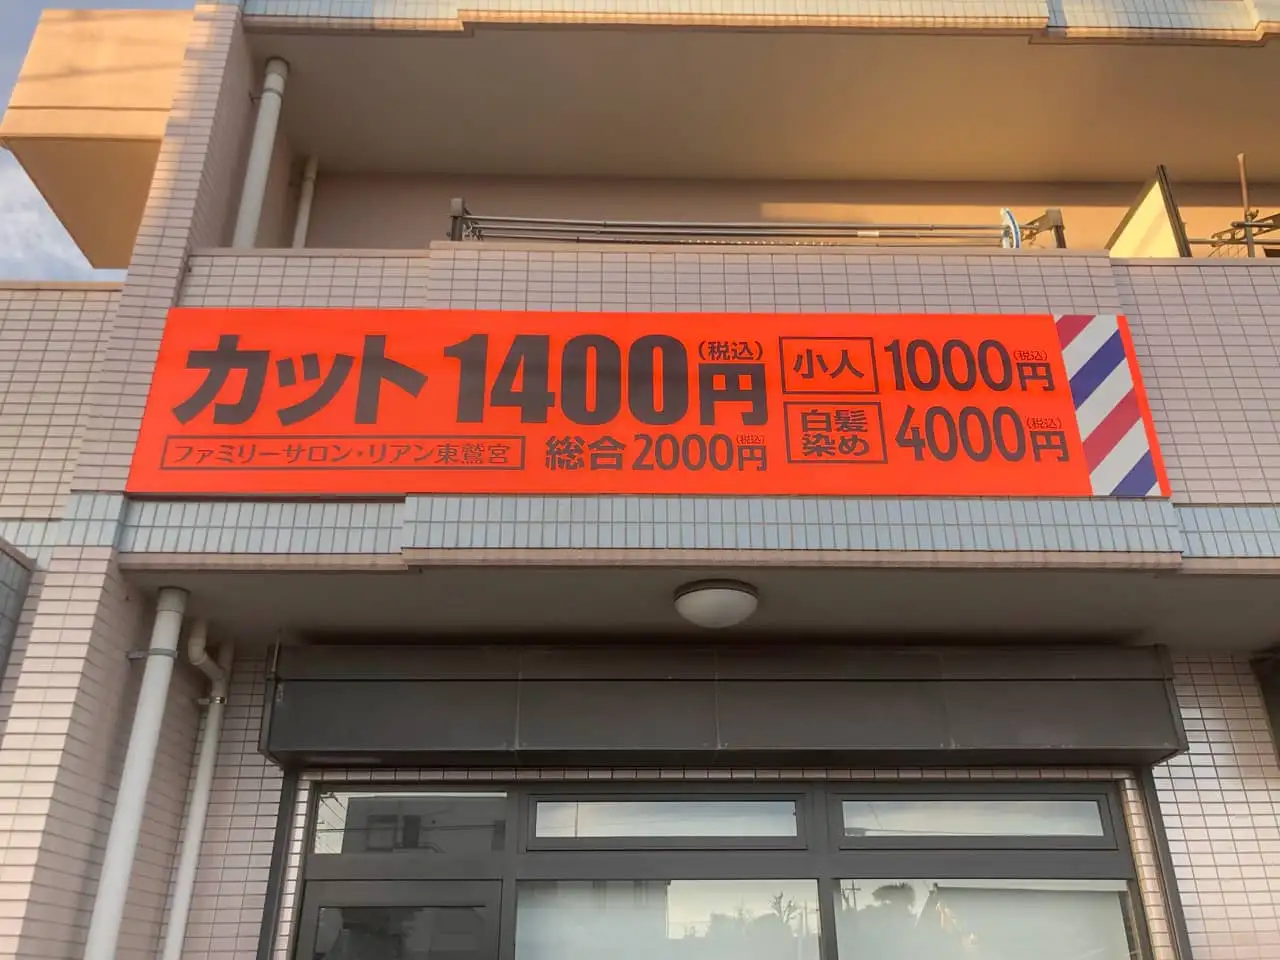 カット 1400円(税込)
ファミリーサロン・リアン東鷲宮
総合2000円(税込)
小人 1000円(税込)
白髪染め 4000円(税込)